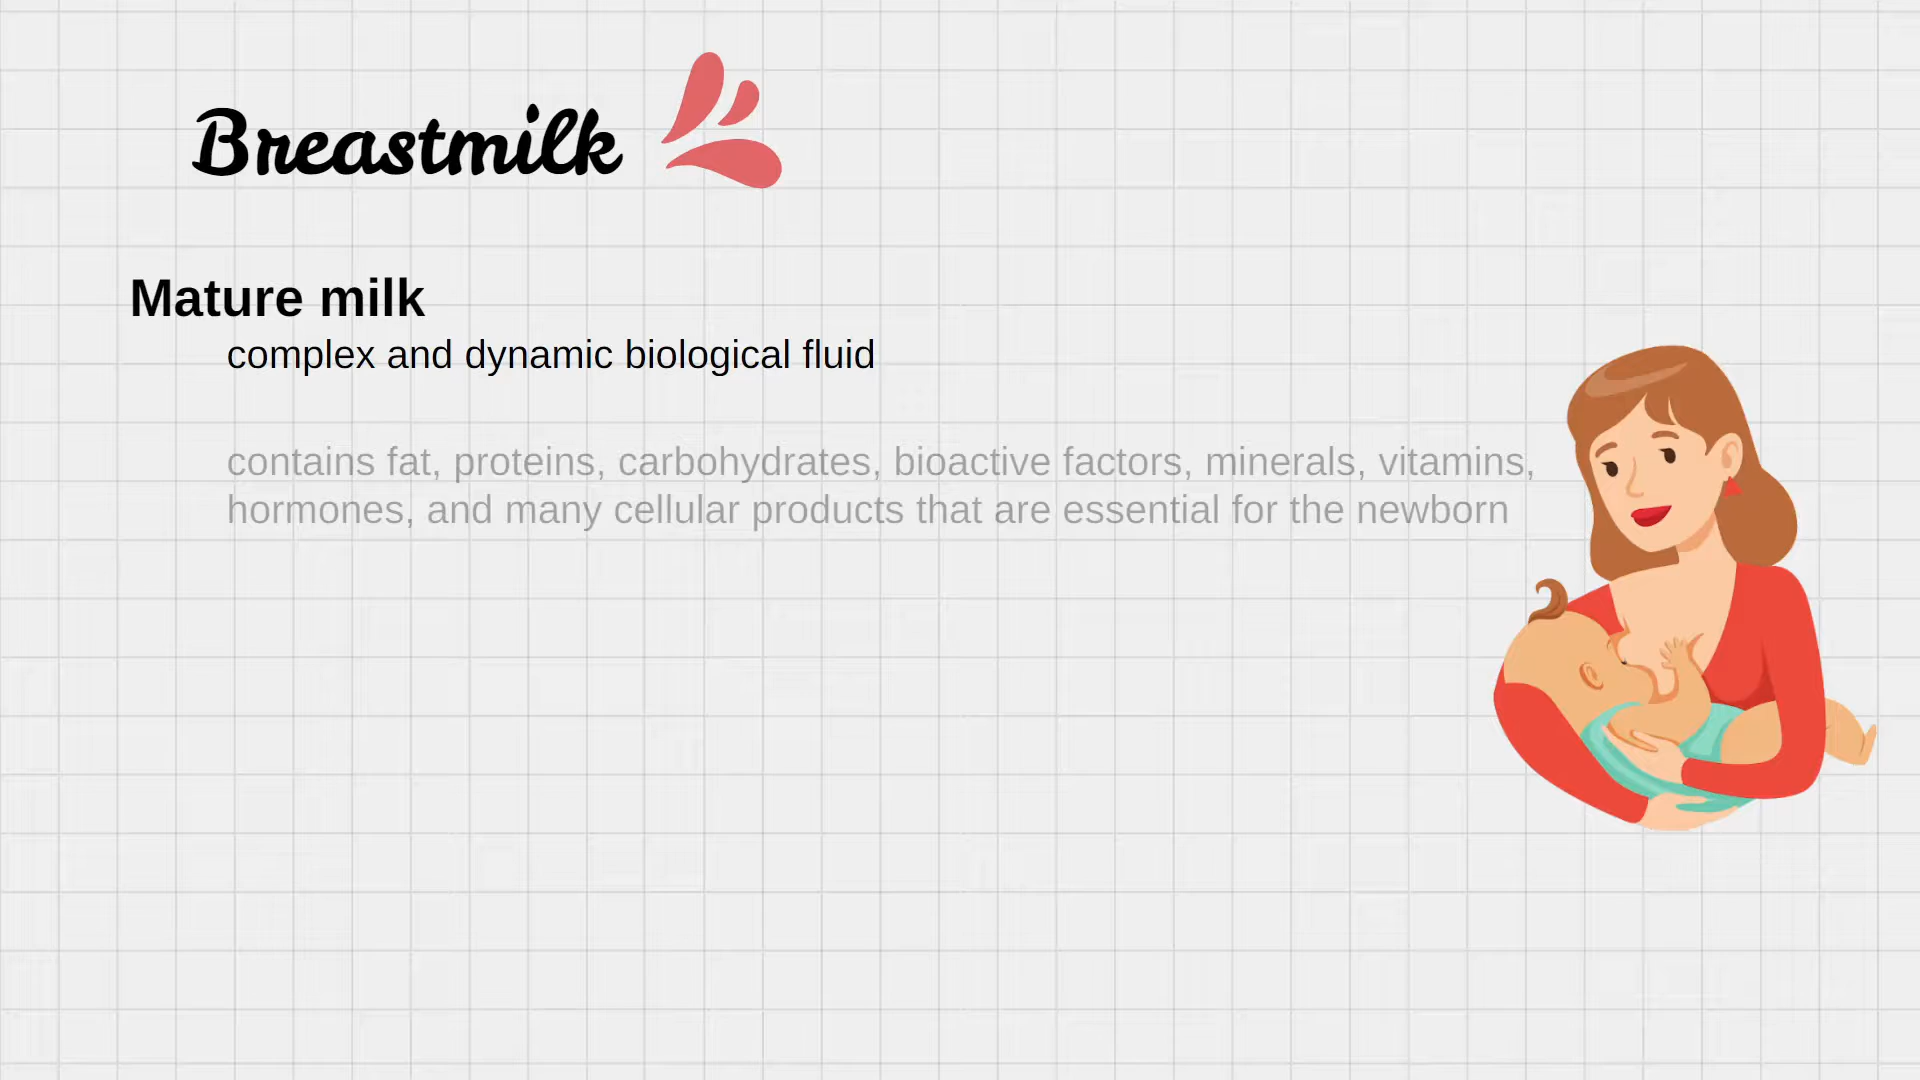 Breastmilk
Mature milk
complex and dynamic biological fluid
contains fat, proteins, carbohydrates, bioactive factors, minerals, vitamins,
hormones, and many cellular products that are essential for the newborn